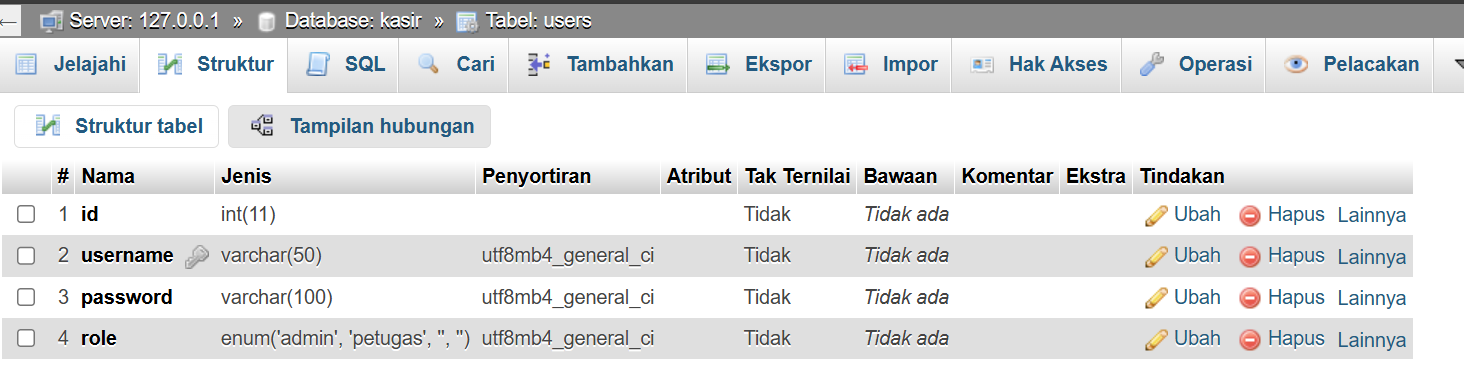 ← Server: 127.0.0.1 » Database: kasir » Tabel: users
Jelajahi Struktur SQL Cari Tambahkan Ekspor Impor Hak Akses Operasi Pelacakan
Struktur tabel Tampilan hubungan
# Nama Jenis Penyortiran Atribut Tak Ternilai Bawaan Komentar Ekstra Tindakan
1 id int(11) Tidak Tidak ada Ubah Hapus Lainnya
2 username varchar(50) utf8mb4_general_ci Tidak Tidak ada Ubah Hapus Lainnya
3 password varchar(100) utf8mb4_general_ci Tidak Tidak ada Ubah Hapus Lainnya
4 role enum('admin', 'petugas', '', '') utf8mb4_general_ci Tidak Tidak ada Ubah Hapus Lainnya